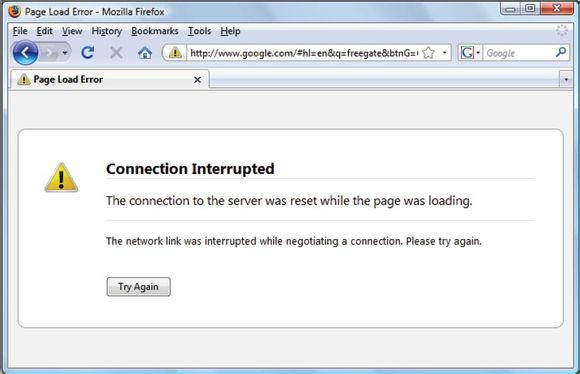 Page Load Error - Mozilla Firefox
File Edit View History Bookmarks Tools Help
http://www.google.com/#hl=en&q=freegate&btnG= Google
Page Load Error
Connection Interrupted
The connection to the server was reset while the page was loading.
The network link was interrupted while negotiating a connection. Please try again.
Try Again